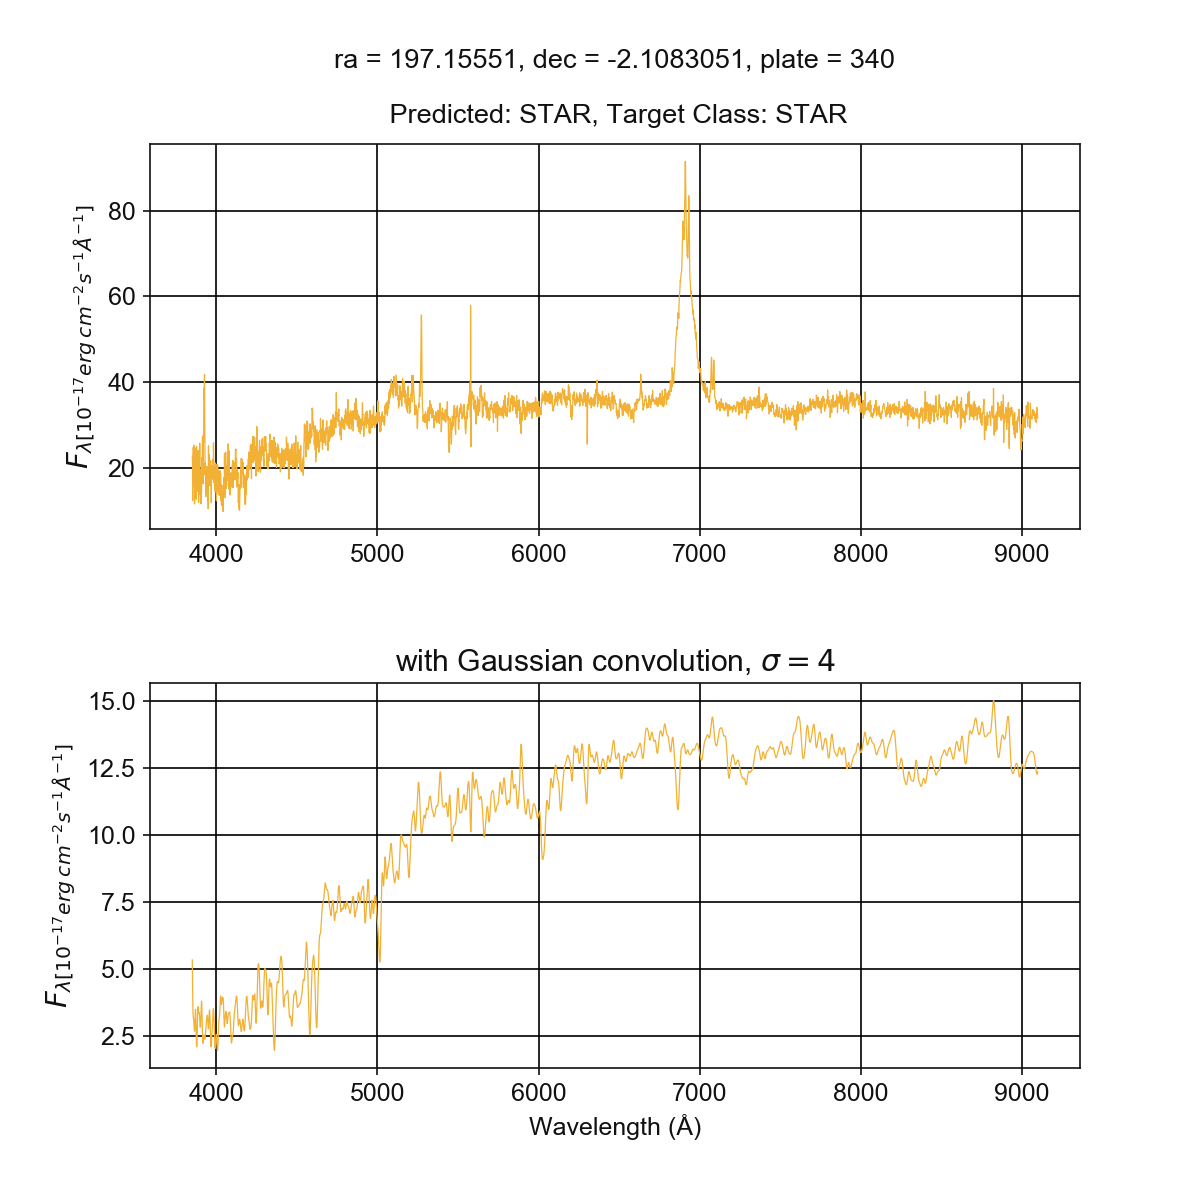 ra = 197.15551, dec = -2.1083051, plate = 340
Predicted: STAR, Target Class: STAR
F_λ[10⁻¹⁷ erg cm⁻² s⁻¹ Å⁻¹]
80
60
40
20
4000 5000 6000 7000 8000 9000
with Gaussian convolution, σ = 4
F_λ[10⁻¹⁷ erg cm⁻² s⁻¹ Å⁻¹]
15.0
12.5
10.0
7.5
5.0
2.5
4000 5000 6000 7000 8000 9000
Wavelength (Å)